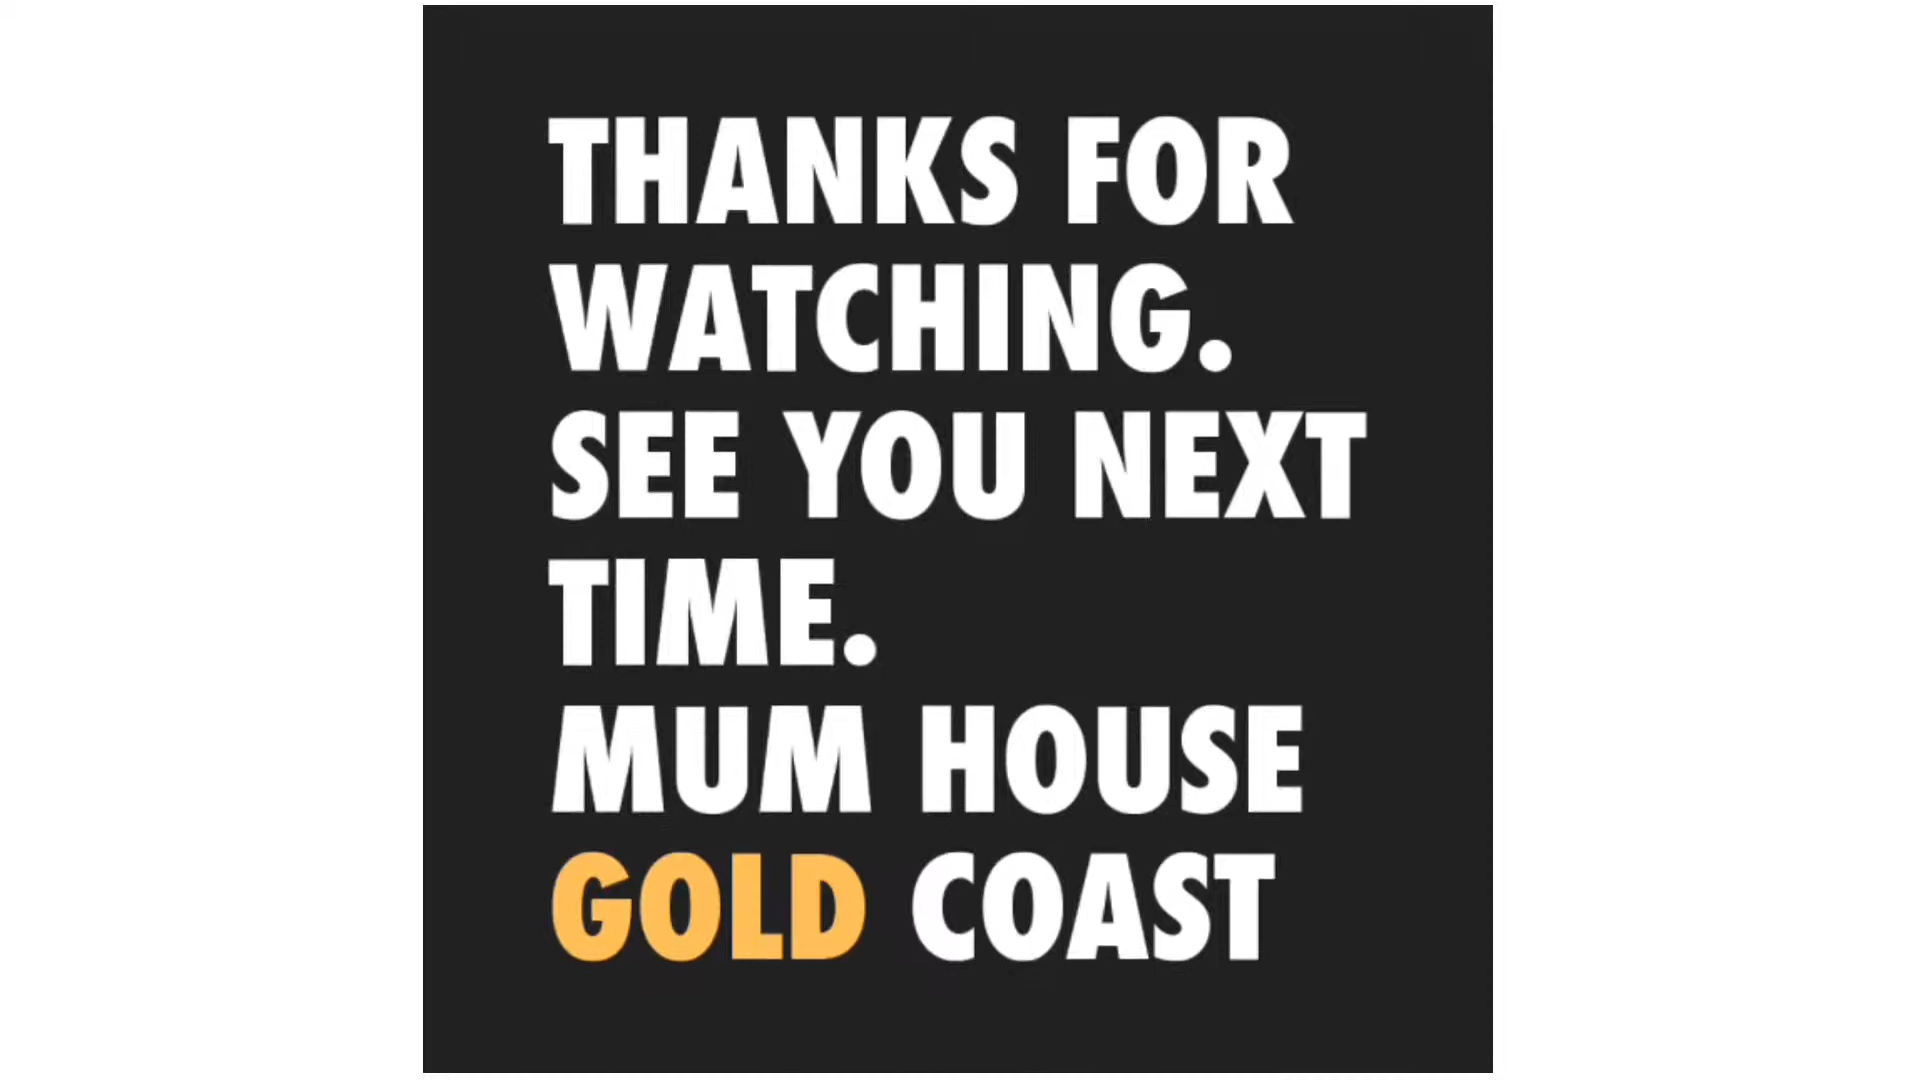 THANKS FOR
WATCHING.
SEE YOU NEXT
TIME.
MUM HOUSE
GOLD COAST